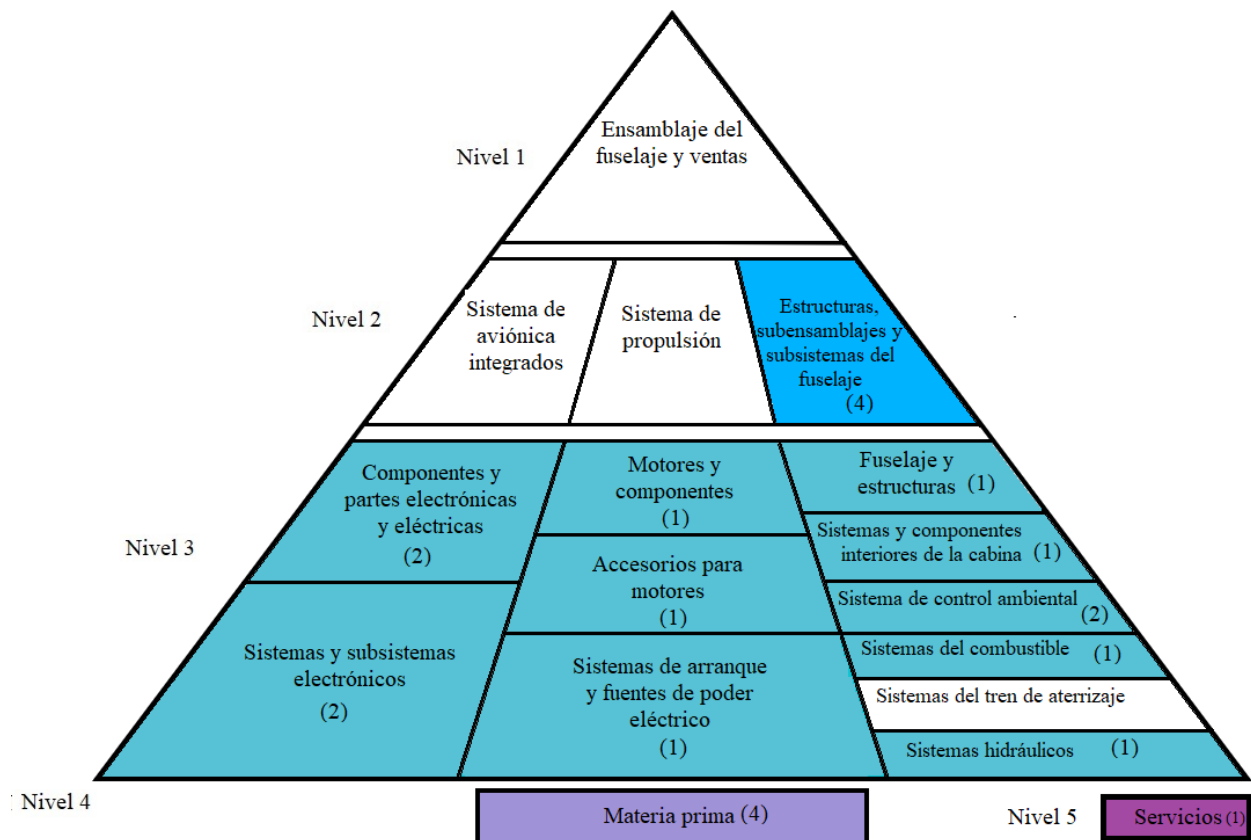 Nivel 1
Ensamblaje del
fuselaje y ventas
Nivel 2
Sistema de
aviónica
integrados
Sistema de
propulsión
Estructuras,
subensamblajes y
subsistemas del
fuselaje
(4)
Nivel 3
Componentes y
partes electrónicas
y eléctricas
(2)
Sistemas y subsistemas
electrónicos
(2)
Motores y
componentes
(1)
Accesorios para
motores
(1)
Sistemas de arranque
y fuentes de poder
eléctrico
(1)
Fuselaje y
estructuras (1)
Sistemas y componentes
interiores de la cabina (1)
Sistema de control ambiental (2)
Sistemas del combustible (1)
Sistemas del tren de aterrizaje
Sistemas hidráulicos (1)
Nivel 4
Materia prima (4)
Nivel 5
Servicios (1)